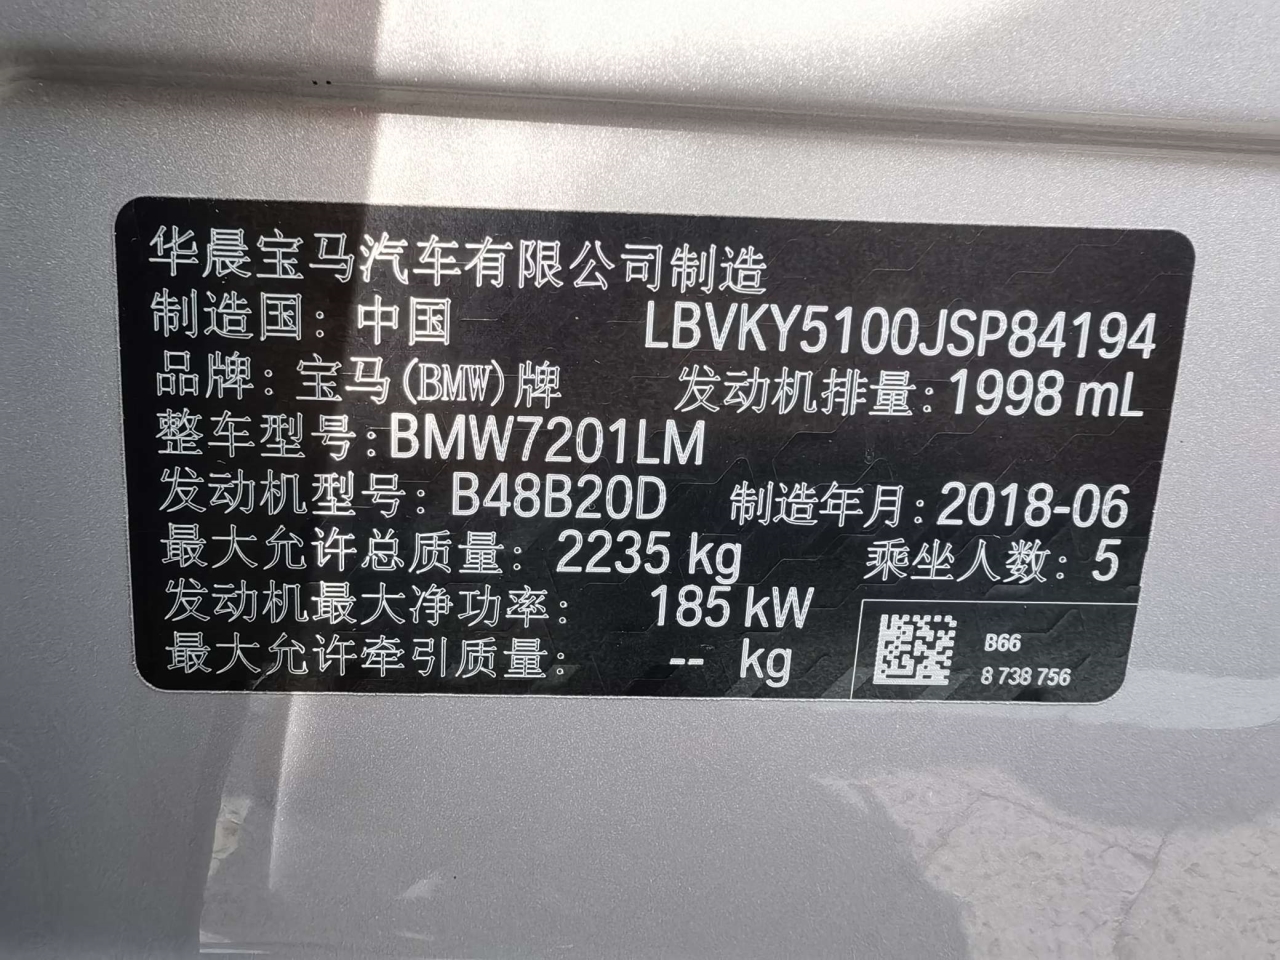 华晨宝马汽车有限公司制造
制造国：中国 LBVKY5100JSP84194
品牌：宝马(BMW)牌 发动机排量：1998 mL
整车型号：BMW7201LM
发动机型号：B48B20D 制造年月：2018-06
最大允许总质量：2235 kg 乘坐人数：5
发动机最大净功率：185 kW
最大允许牵引质量：-- kg
B66
8 738 756